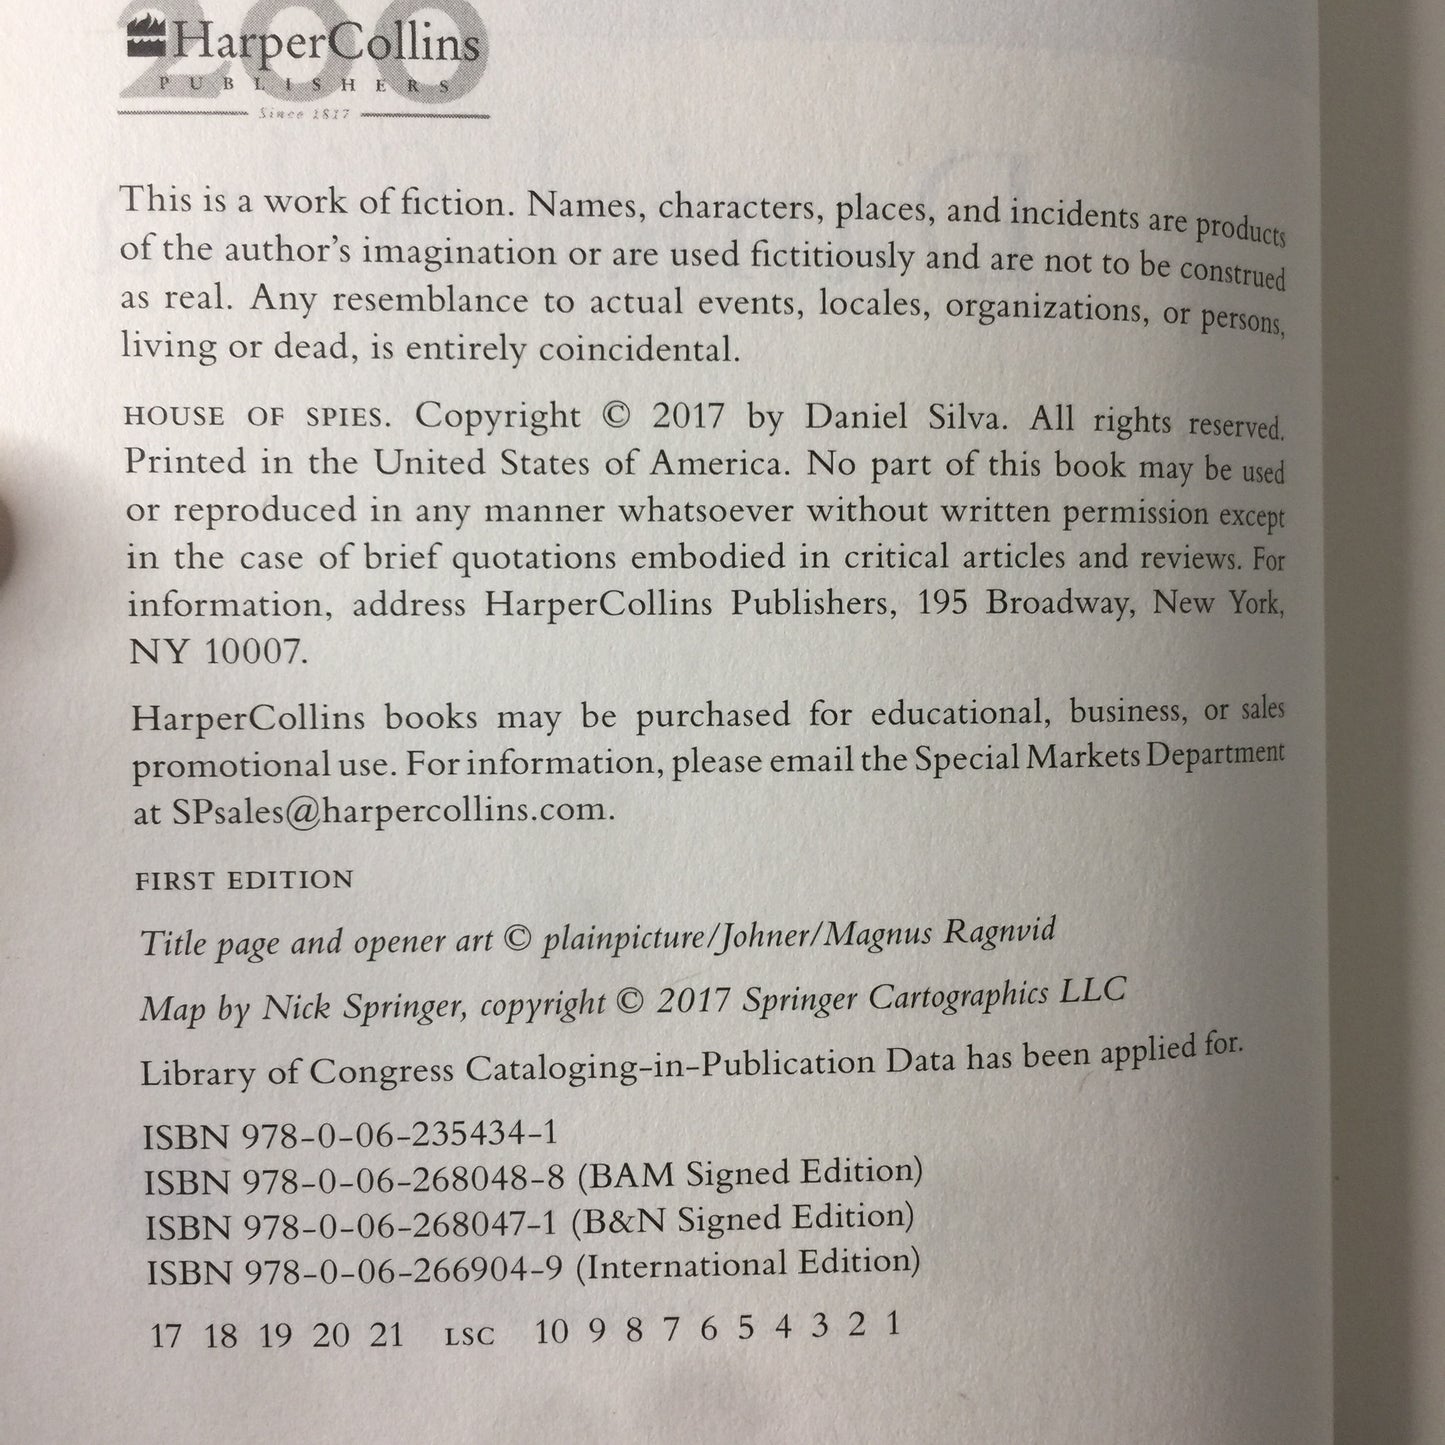 200
HarperCollins
PUBLISHERS
Since 1817
This is a work of fiction. Names, characters, places, and incidents are products
of the author's imagination or are used fictitiously and are not to be construed
as real. Any resemblance to actual events, locales, organizations, or persons,
living or dead, is entirely coincidental.
HOUSE OF SPIES. Copyright © 2017 by Daniel Silva. All rights reserved.
Printed in the United States of America. No part of this book may be used
or reproduced in any manner whatsoever without written permission except
in the case of brief quotations embodied in critical articles and reviews. For
information, address HarperCollins Publishers, 195 Broadway, New York,
NY 10007.
HarperCollins books may be purchased for educational, business, or sales
promotional use. For information, please email the Special Markets Department
at SPsales@harpercollins.com.
FIRST EDITION
Title page and opener art © plainpicture/Johner/Magnus Ragnvid
Map by Nick Springer, copyright © 2017 Springer Cartographics LLC
Library of Congress Cataloging-in-Publication Data has been applied for.
ISBN 978-0-06-235434-1
ISBN 978-0-06-268048-8 (BAM Signed Edition)
ISBN 978-0-06-268047-1 (B&N Signed Edition)
ISBN 978-0-06-266904-9 (International Edition)
17 18 19 20 21 LSC 10 9 8 7 6 5 4 3 2 1